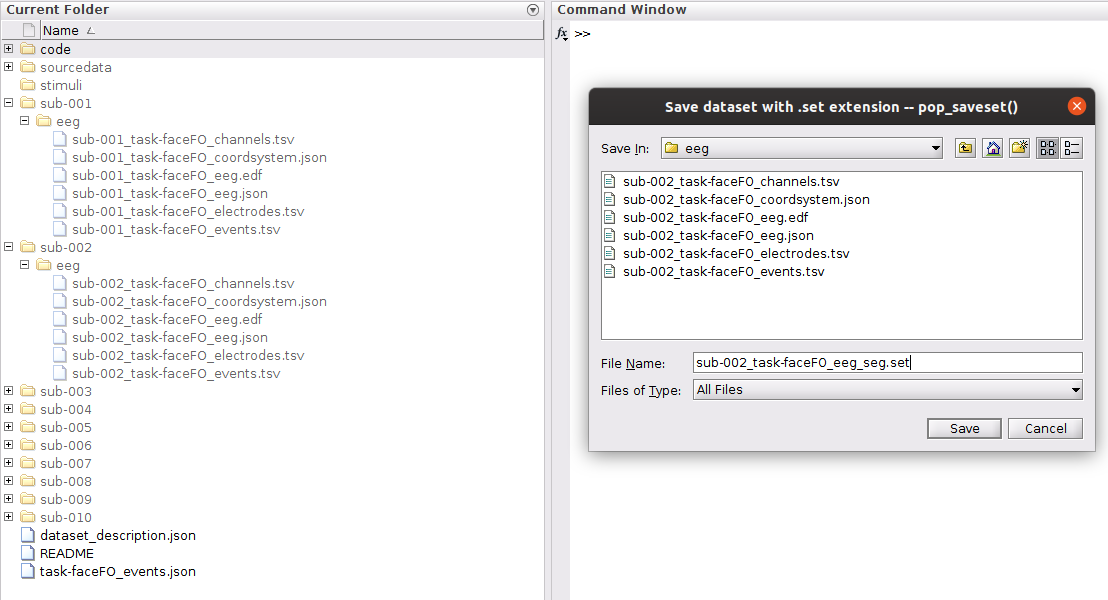 Current Folder
Name
code
sourcedata
stimuli
sub-001
eeg
sub-001_task-faceFO_channels.tsv
sub-001_task-faceFO_coordsystem.json
sub-001_task-faceFO_eeg.edf
sub-001_task-faceFO_eeg.json
sub-001_task-faceFO_electrodes.tsv
sub-001_task-faceFO_events.tsv
sub-002
eeg
sub-002_task-faceFO_channels.tsv
sub-002_task-faceFO_coordsystem.json
sub-002_task-faceFO_eeg.edf
sub-002_task-faceFO_eeg.json
sub-002_task-faceFO_electrodes.tsv
sub-002_task-faceFO_events.tsv
sub-003
sub-004
sub-005
sub-006
sub-007
sub-008
sub-009
sub-010
dataset_description.json
README
task-faceFO_events.json
Command Window
fx >>
Save dataset with .set extension -- pop_saveset()
Save In: eeg
sub-002_task-faceFO_channels.tsv
sub-002_task-faceFO_coordsystem.json
sub-002_task-faceFO_eeg.edf
sub-002_task-faceFO_eeg.json
sub-002_task-faceFO_electrodes.tsv
sub-002_task-faceFO_events.tsv
File Name: sub-002_task-faceFO_eeg_seg.set
Files of Type: All Files
Save Cancel